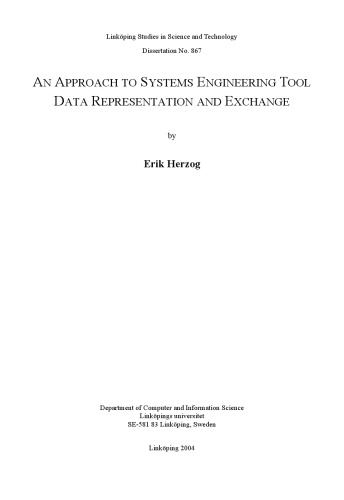 Linköping Studies in Science and Technology
Dissertation No. 867
AN APPROACH TO SYSTEMS ENGINEERING TOOL
DATA REPRESENTATION AND EXCHANGE
by
Erik Herzog
Department of Computer and Information Science
Linköpings universitet
SE-581 83 Linköping, Sweden
Linköping 2004